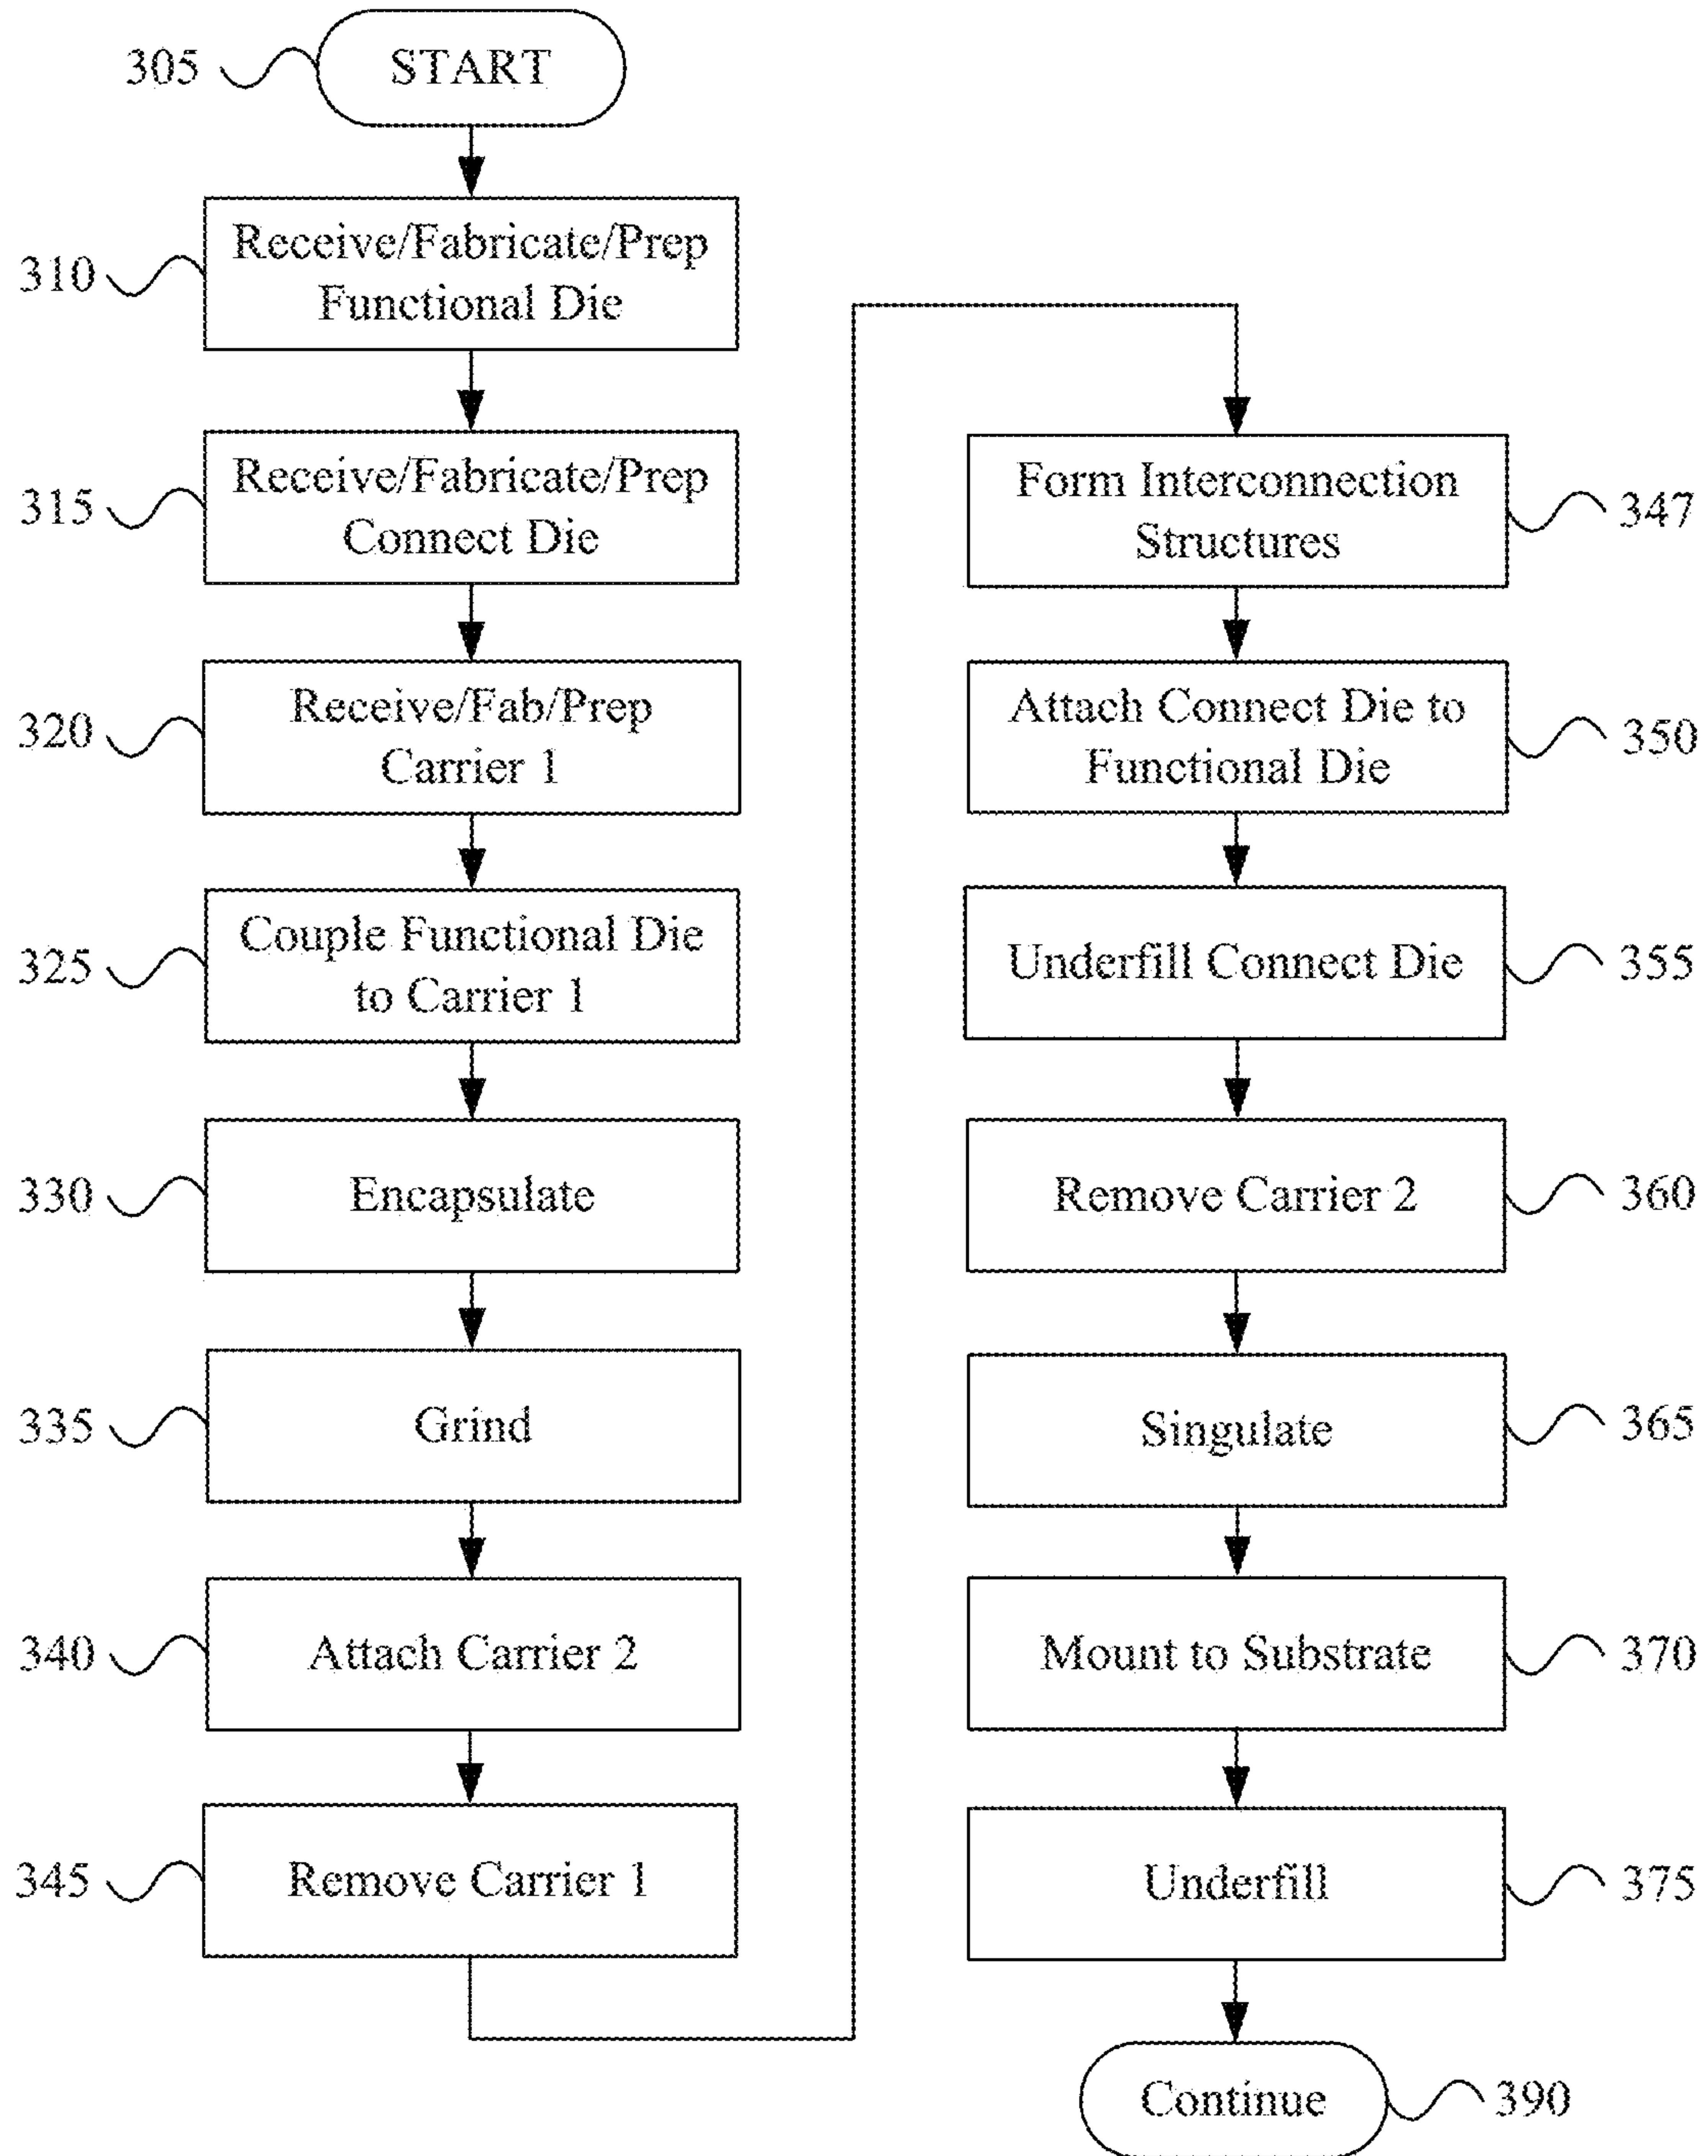 305
START
310
Receive/Fabricate/Prep
Functional Die
315
Receive/Fabricate/Prep
Connect Die
320
Receive/Fab/Prep
Carrier 1
325
Couple Functional Die
to Carrier 1
330
Encapsulate
335
Grind
340
Attach Carrier 2
345
Remove Carrier 1
Form Interconnection
Structures
347
Attach Connect Die to
Functional Die
350
Underfill Connect Die
355
Remove Carrier 2
360
Singulate
365
Mount to Substrate
370
Underfill
375
Continue
390